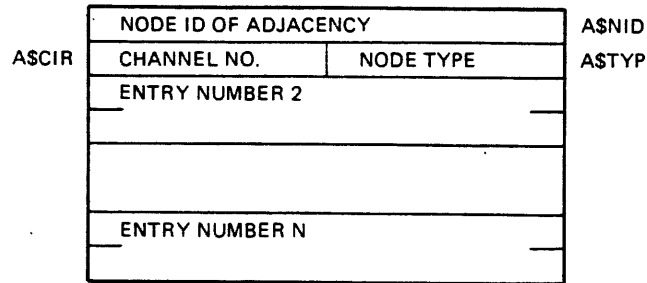 NODE ID OF ADJACENCY A$NID
A$CIR CHANNEL NO. NODE TYPE A$TYP
ENTRY NUMBER 2
ENTRY NUMBER N